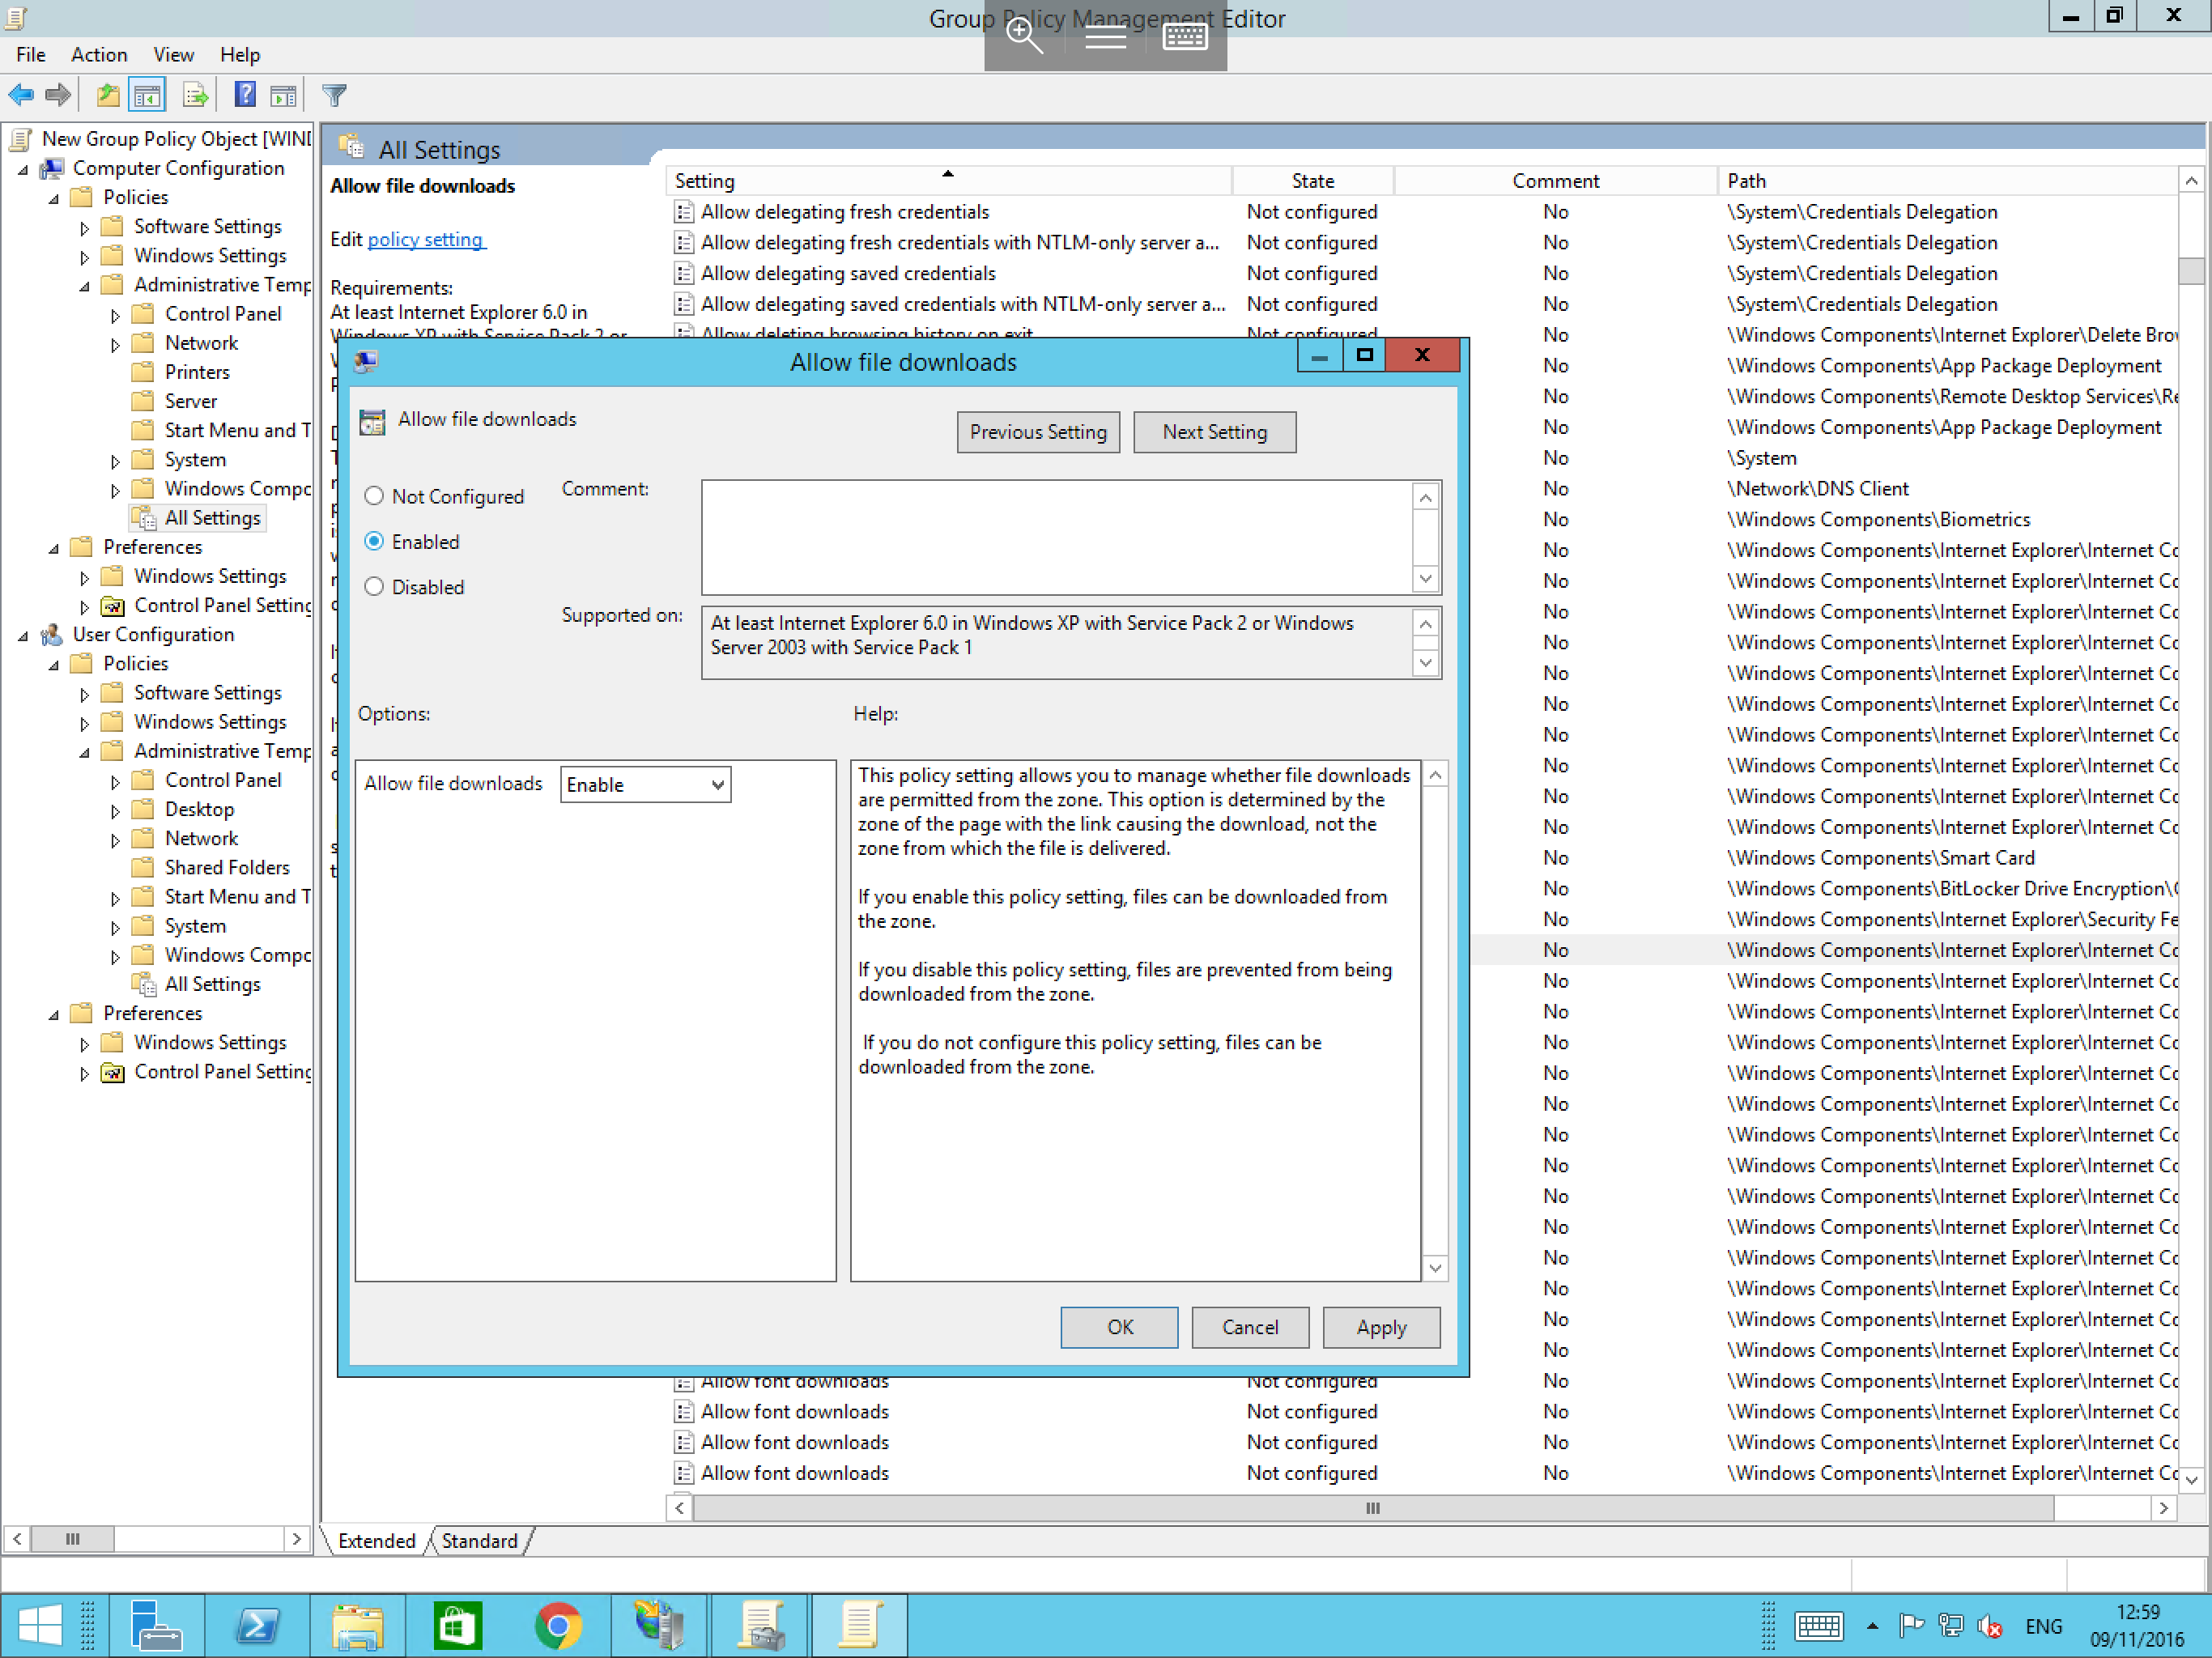 Group Policy Management Editor
File Action View Help
New Group Policy Object [WIN
Computer Configuration
Policies
Software Settings
Windows Settings
Administrative Temp
Control Panel
Network
Printers
Server
Start Menu and T
System
Windows Compo
All Settings
Preferences
Windows Settings
Control Panel Setting
User Configuration
Policies
Software Settings
Windows Settings
Administrative Temp
Control Panel
Desktop
Network
Shared Folders
Start Menu and T
System
Windows Compo
All Settings
Preferences
Windows Settings
Control Panel Setting
All Settings
Allow file downloads
Edit policy setting
Requirements:
At least Internet Explorer 6.0 in
Windows XP with Service Pack 2 or
Setting State Comment Path
Allow delegating fresh credentials Not configured No \System\Credentials Delegation
Allow delegating fresh credentials with NTLM-only server a... Not configured No \System\Credentials Delegation
Allow delegating saved credentials Not configured No \System\Credentials Delegation
Allow delegating saved credentials with NTLM-only server a... Not configured No \System\Credentials Delegation
Allow deleting browsing history on exit Not configured No \Windows Components\Internet Explorer\Delete Brov
No \Windows Components\App Package Deployment
No \Windows Components\Remote Desktop Services\Re
No \Windows Components\App Package Deployment
No \System
No \Network\DNS Client
No \Windows Components\Biometrics
No \Windows Components\Internet Explorer\Internet Co
No \Windows Components\Internet Explorer\Internet Co
No \Windows Components\Internet Explorer\Internet Co
No \Windows Components\Internet Explorer\Internet Co
No \Windows Components\Internet Explorer\Internet Co
No \Windows Components\Internet Explorer\Internet Co
No \Windows Components\Internet Explorer\Internet Co
No \Windows Components\Internet Explorer\Internet Co
No \Windows Components\Internet Explorer\Internet Co
No \Windows Components\Internet Explorer\Internet Co
No \Windows Components\Smart Card
No \Windows Components\BitLocker Drive Encryption\
No \Windows Components\Internet Explorer\Security Fe
No \Windows Components\Internet Explorer\Internet Co
No \Windows Components\Internet Explorer\Internet Co
No \Windows Components\Internet Explorer\Internet Co
No \Windows Components\Internet Explorer\Internet Co
No \Windows Components\Internet Explorer\Internet Co
No \Windows Components\Internet Explorer\Internet Co
No \Windows Components\Internet Explorer\Internet Co
No \Windows Components\Internet Explorer\Internet Co
No \Windows Components\Internet Explorer\Internet Co
No \Windows Components\Internet Explorer\Internet Co
No \Windows Components\Internet Explorer\Internet Co
No \Windows Components\Internet Explorer\Internet Co
No \Windows Components\Internet Explorer\Internet Co
No \Windows Components\Internet Explorer\Internet Co
Allow font downloads Not configured No \Windows Components\Internet Explorer\Internet Co
Allow font downloads Not configured No \Windows Components\Internet Explorer\Internet Co
Allow font downloads Not configured No \Windows Components\Internet Explorer\Internet Co
Allow font downloads Not configured No \Windows Components\Internet Explorer\Internet Co
Allow file downloads
Allow file downloads
Previous Setting Next Setting
Not Configured
Enabled
Disabled
Comment:
Supported on:
At least Internet Explorer 6.0 in Windows XP with Service Pack 2 or Windows
Server 2003 with Service Pack 1
Options: Help:
Allow file downloads Enable
This policy setting allows you to manage whether file downloads
are permitted from the zone. This option is determined by the
zone of the page with the link causing the download, not the
zone from which the file is delivered.
If you enable this policy setting, files can be downloaded from
the zone.
If you disable this policy setting, files are prevented from being
downloaded from the zone.
If you do not configure this policy setting, files can be
downloaded from the zone.
OK Cancel Apply
Extended Standard
ENG
12:59
09/11/2016